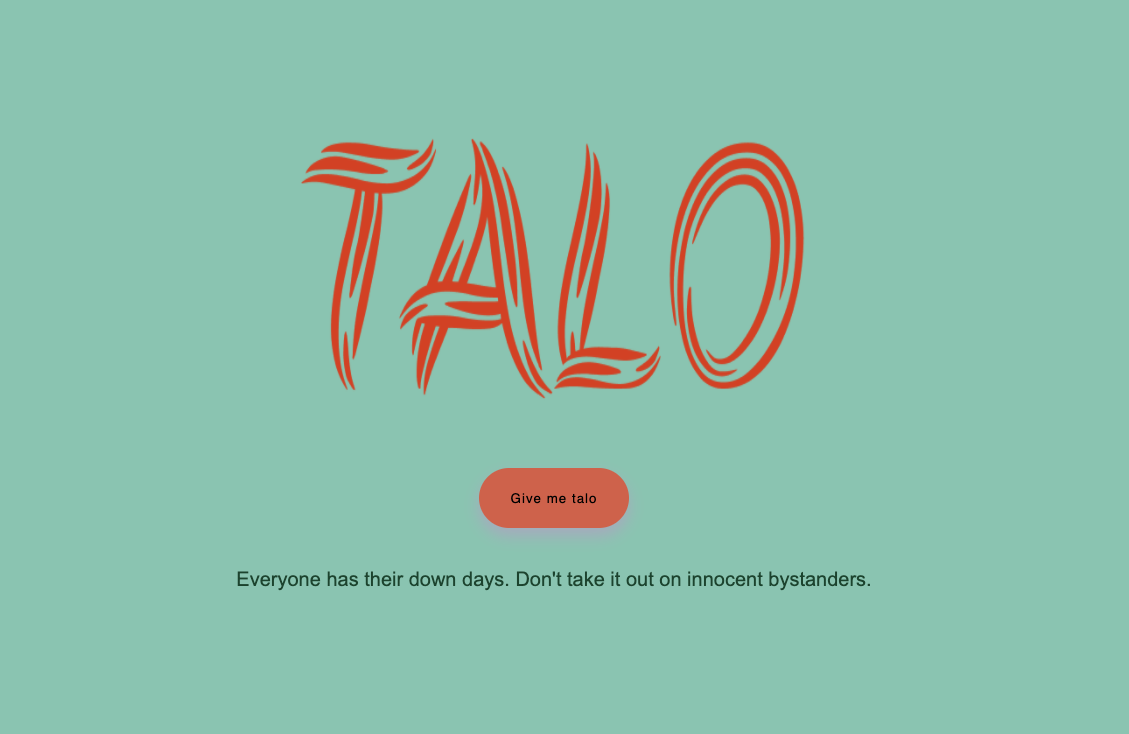 TALO
Give me talo
Everyone has their down days. Don't take it out on innocent bystanders.